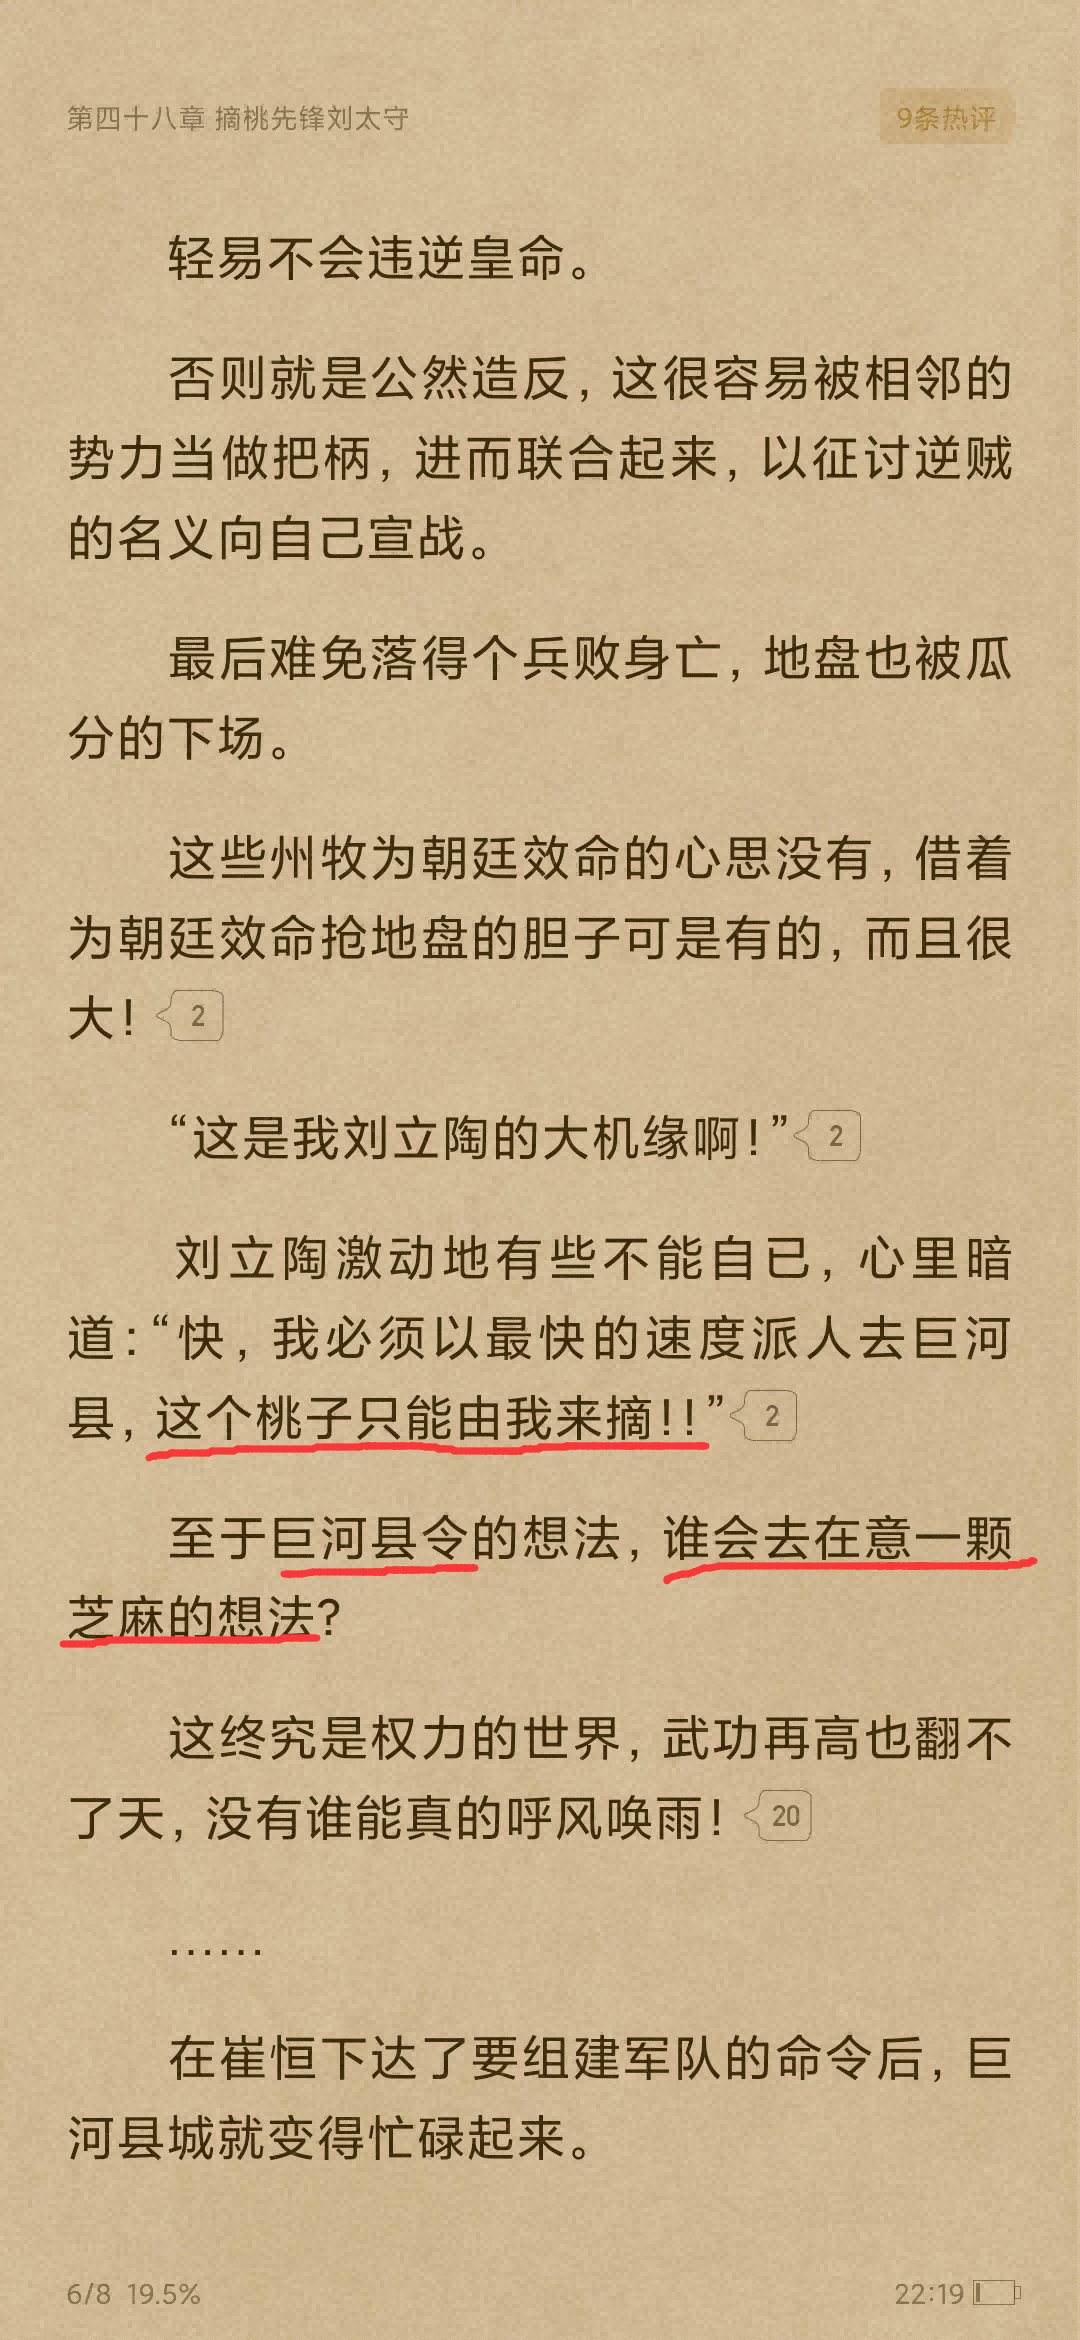 第四十八章 摘桃先锋刘太守
9条热评
轻易不会违逆皇命。
否则就是公然造反，这很容易被相邻的
势力当做把柄，进而联合起来，以征讨逆贼
的名义向自己宣战。
最后难免落得个兵败身亡，地盘也被瓜
分的下场。
这些州牧为朝廷效命的心思没有，借着
为朝廷效命抢地盘的胆子可是有的，而且很
大！ 2
“这是我刘立陶的大机缘啊！” 2
刘立陶激动地有些不能自已，心里暗
道：“快，我必须以最快的速度派人去巨河
县，这个桃子只能由我来摘！！” 2
至于巨河县令的想法，谁会去在意一颗
芝麻的想法？
这终究是权力的世界，武功再高也翻不
了天，没有谁能真的呼风唤雨！ 20
……
在崔恒下达了要组建军队的命令后，巨
河县城就变得忙碌起来。
6/8 19.5%
22:19